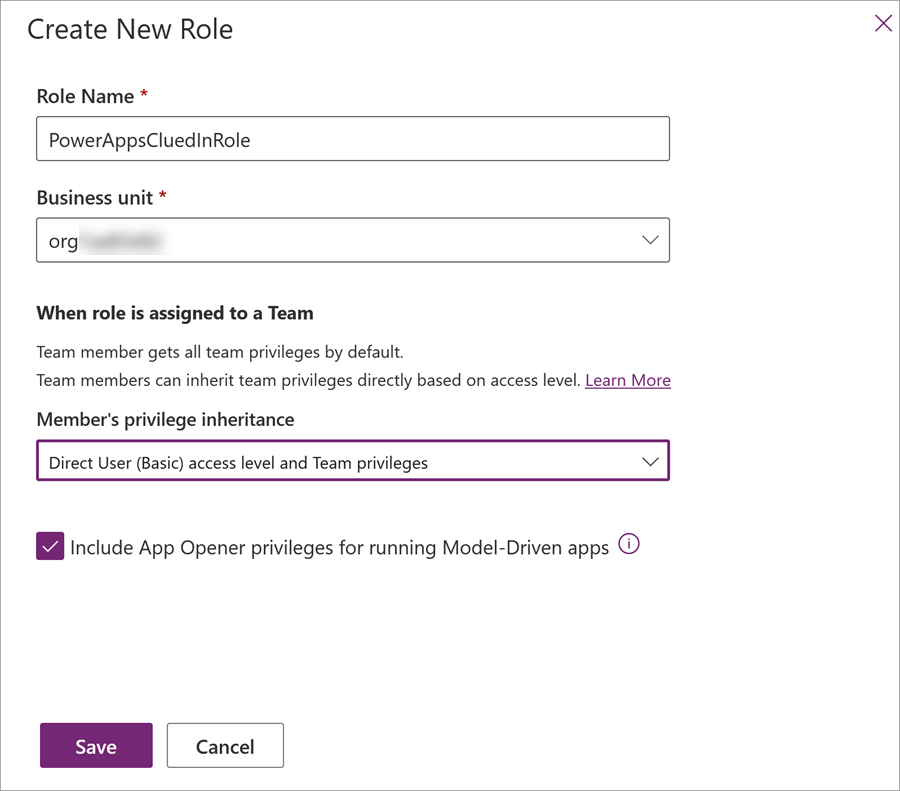 Create New Role
Role Name *
PowerAppsCluedInRole
Business unit *
org
When role is assigned to a Team
Team member gets all team privileges by default.
Team members can inherit team privileges directly based on access level. Learn More
Member's privilege inheritance
Direct User (Basic) access level and Team privileges
Include App Opener privileges for running Model-Driven apps
Save Cancel